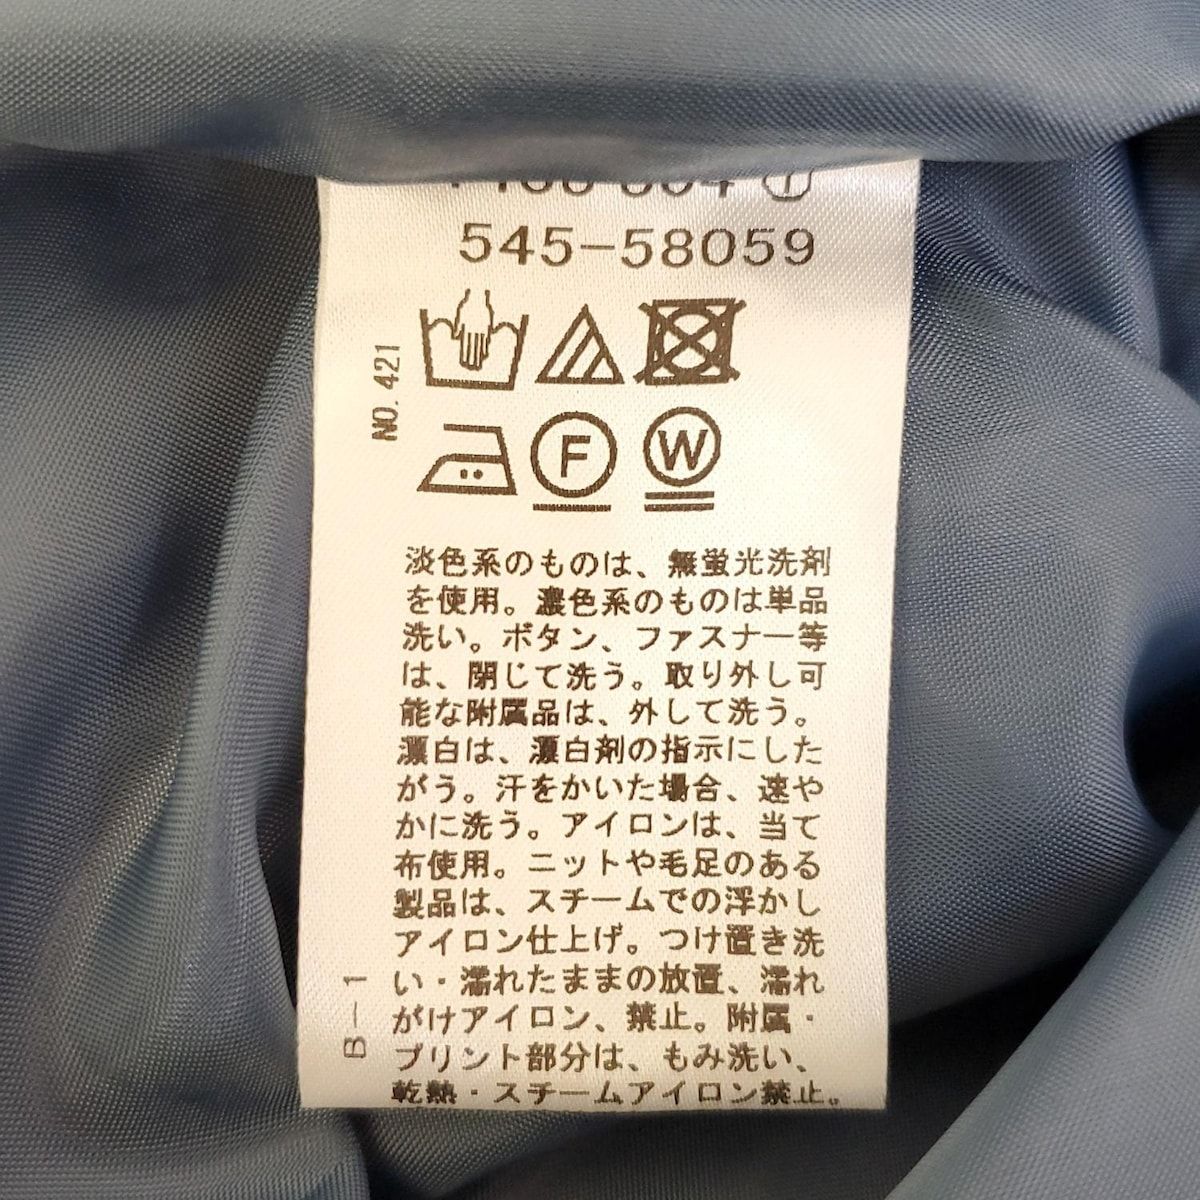 545-58059
NO. 421
F
W
淡色系のものは、無蛍光洗剤
を使用。濃色系のものは単品
洗い。ボタン、ファスナー等
は、閉じて洗う。取り外し可
能な附属品は、外して洗う。
漂白は、漂白剤の指示にした
がう。汗をかいた場合、速や
かに洗う。アイロンは、当て
布使用。ニットや毛足のある
製品は、スチームでの浮かし
アイロン仕上げ。つけ置き洗
い・濡れたままの放置、濡れ
がけアイロン、禁止。附属・
プリント部分は、もみ洗い、
乾熱・スチームアイロン禁止。
B-1